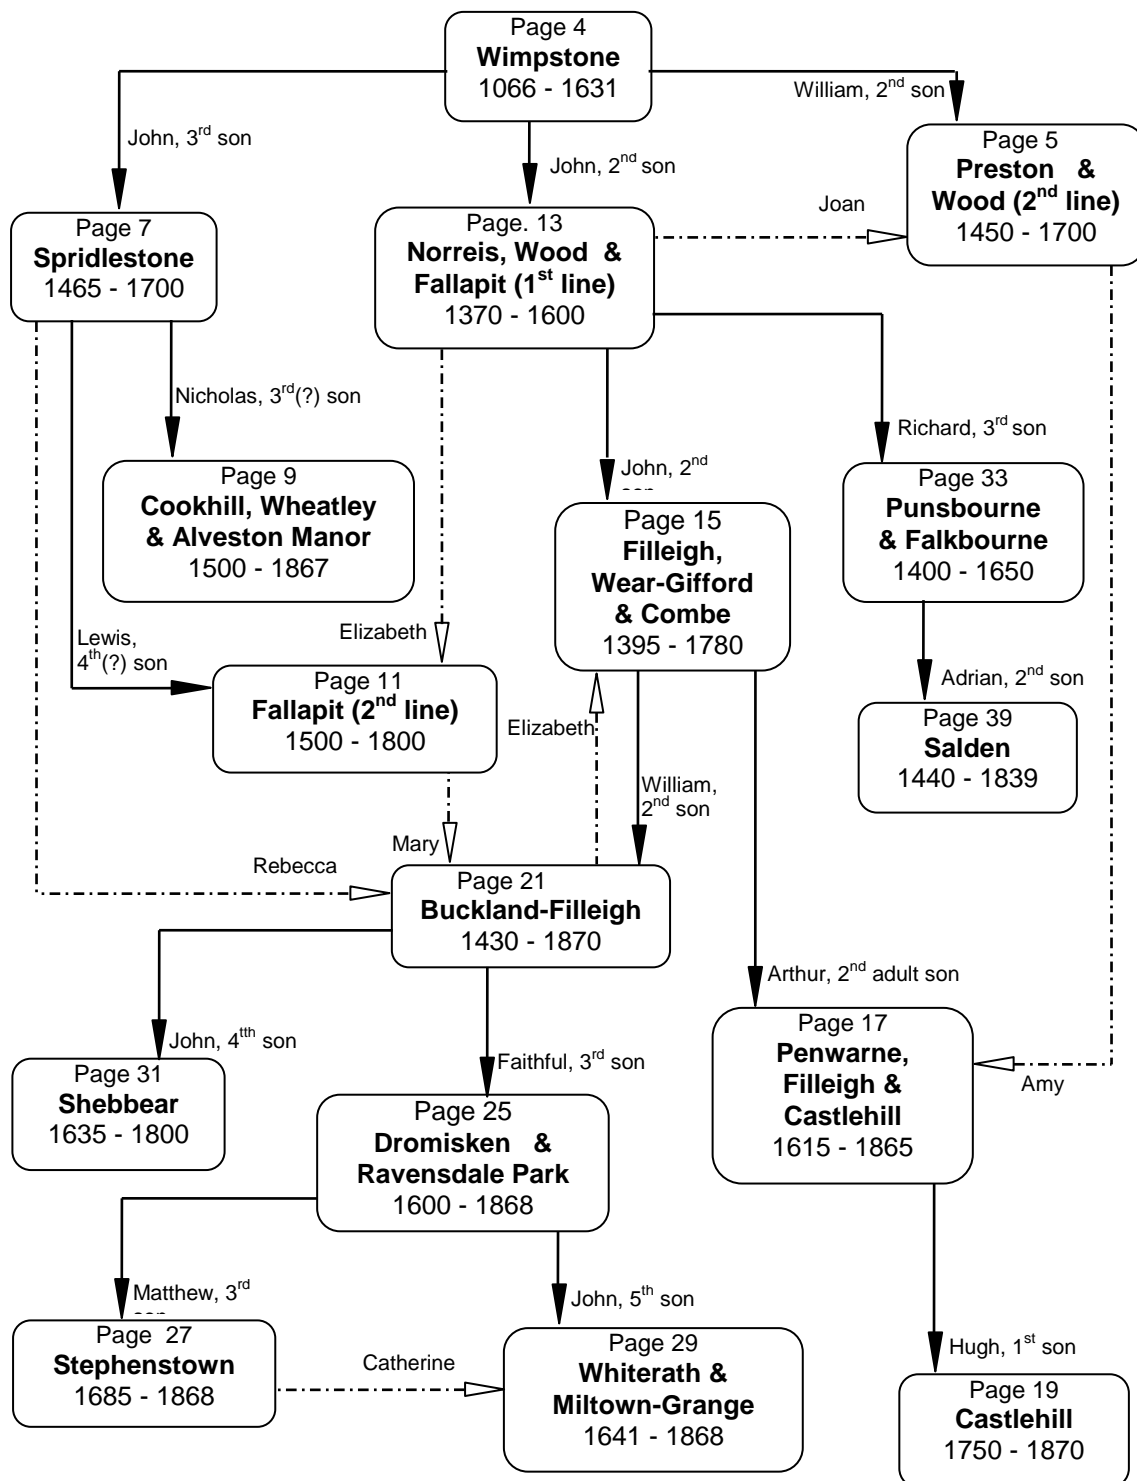 Page 4
Wimpstone
1066 - 1631
William, 2nd son
John, 3rd son
John, 2nd son
Page 5
Preston &
Wood (2nd line)
1450 - 1700
Joan
Page 7
Spridlestone
1465 - 1700
Page. 13
Norreis, Wood &
Fallapit (1st line)
1370 - 1600
Nicholas, 3rd(?) son
Richard, 3rd son
John, 2nd
Page 9
Cookhill, Wheatley
& Alveston Manor
1500 - 1867
Page 15
Filleigh,
Wear-Gifford
& Combe
1395 - 1780
Page 33
Punsbourne
& Falkbourne
1400 - 1650
Elizabeth
Lewis,
4th(?) son
Adrian, 2nd son
Page 11
Fallapit (2nd line)
1500 - 1800
Elizabeth
Page 39
Salden
1440 - 1839
William,
2nd son
Mary
Rebecca
Page 21
Buckland-Filleigh
1430 - 1870
Arthur, 2nd adult son
John, 4tth son
Faithful, 3rd son
Page 17
Penwarne,
Filleigh &
Castlehill
1615 - 1865
Amy
Page 31
Shebbear
1635 - 1800
Page 25
Dromisken &
Ravensdale Park
1600 - 1868
Matthew, 3rd
John, 5th son
Page 27
Stephenstown
1685 - 1868
Catherine
Page 29
Whiterath &
Miltown-Grange
1641 - 1868
Hugh, 1st son
Page 19
Castlehill
1750 - 1870